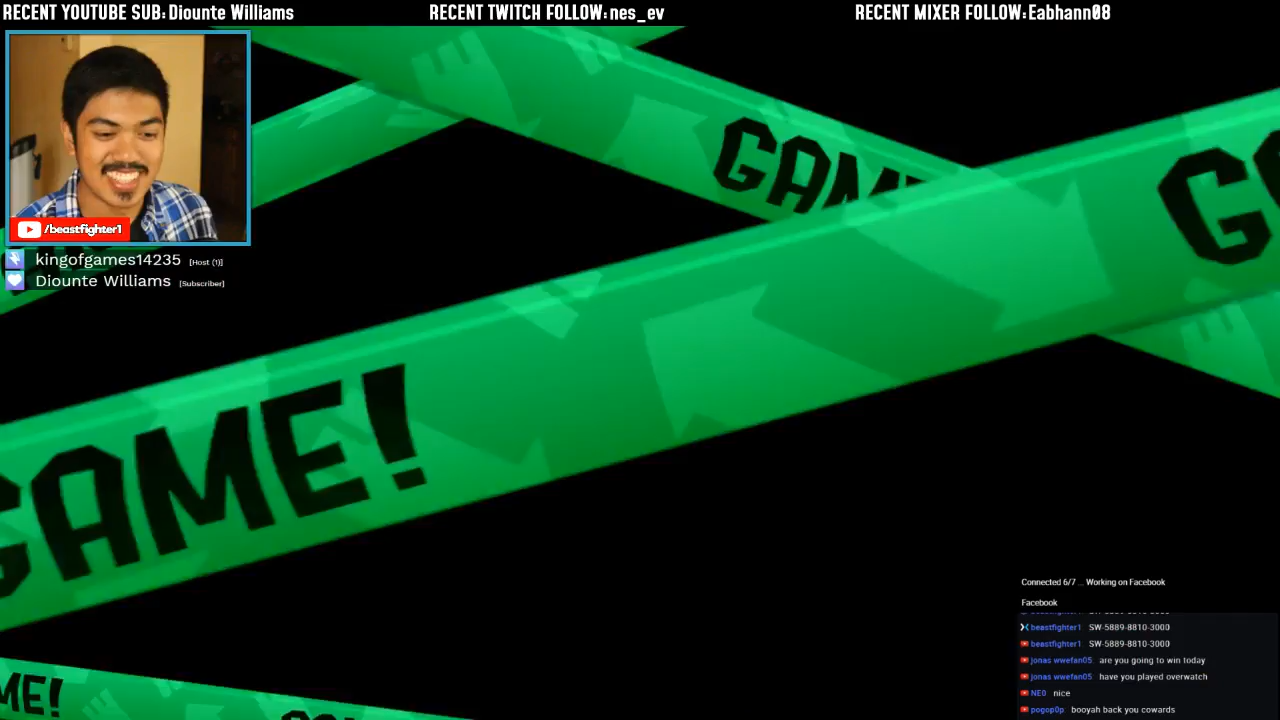 RECENT YOUTUBE SUB: Diounte Williams
RECENT TWITCH FOLLOW: nes_ev
RECENT MIXER FOLLOW: Eabhann08
/beastfighter1
kingofgames14235 [Host (1)]
Diounte Williams [Subscriber]
GAM
GAME!
ME!
Connected 6/7 ... Working on Facebook
Facebook
beastfighter1 SW-5889-8810-3000
beastfighter1 SW-5889-8810-3000
jonas wwefan05 are you going to win today
jonas wwefan05 have you played overwatch
NE0 nice
pogop0p booyah back you cowards